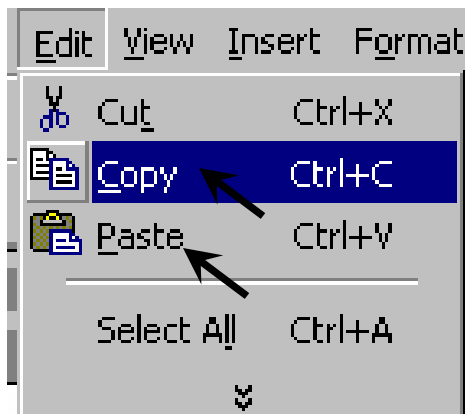 Edit View Insert Format
Cut Ctrl+X
Copy Ctrl+C
Paste Ctrl+V
Select All Ctrl+A